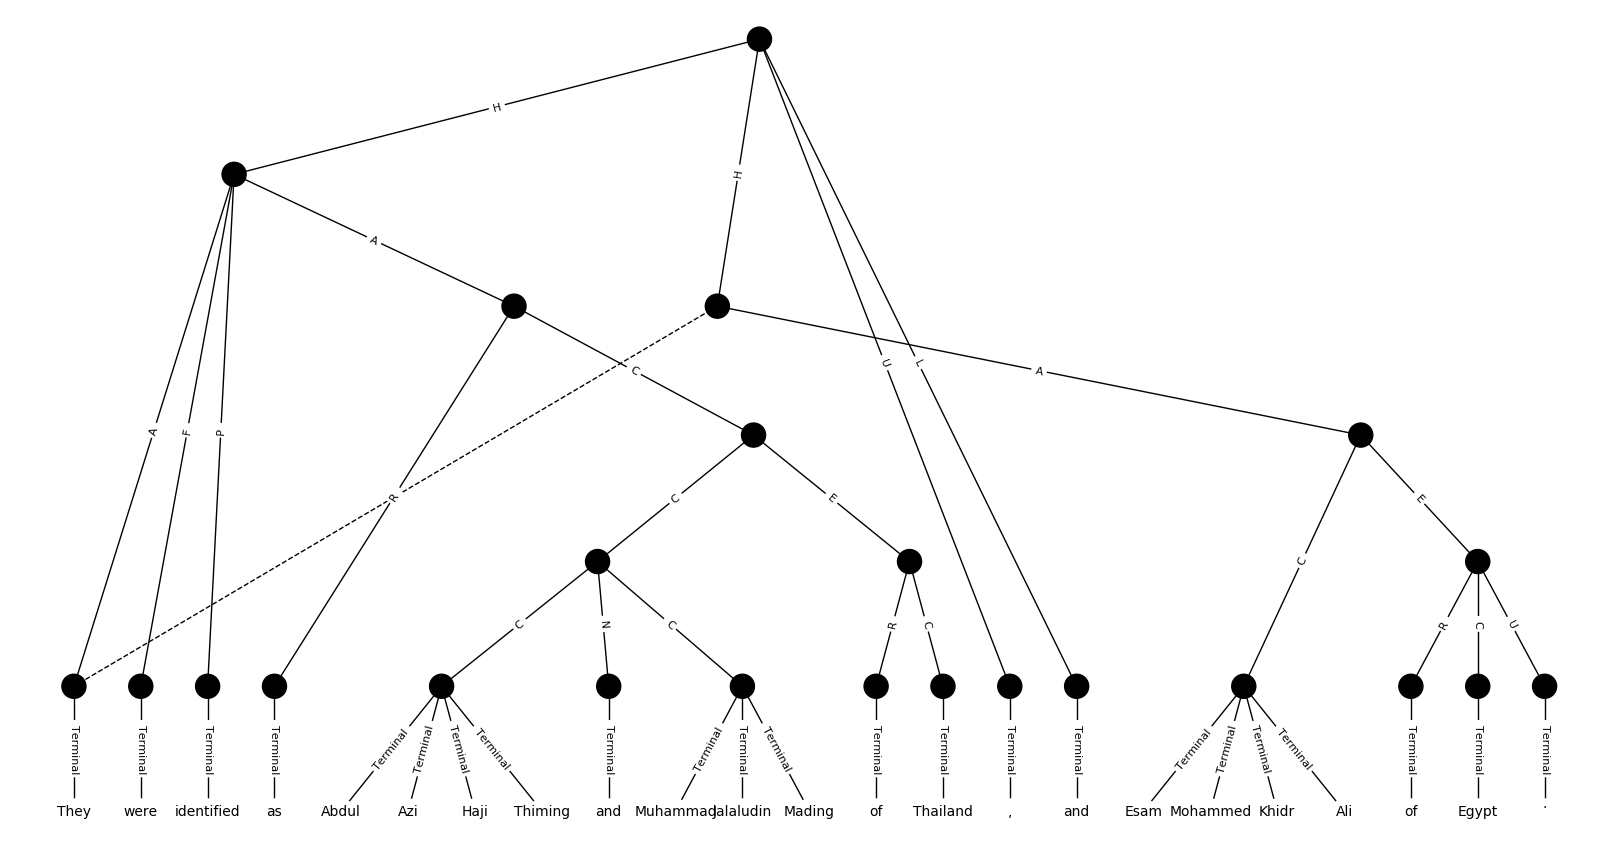 H
H
A
A
F
P
C
U
L
A
R
C
E
C
E
C
N
C
R
C
R
C
U
Terminal Terminal Terminal Terminal Terminal Terminal Terminal Terminal Terminal Terminal Terminal Terminal Terminal Terminal Terminal Terminal Terminal Terminal Terminal Terminal Terminal Terminal Terminal
They were identified as Abdul Azi Haji Thiming and Muhammad Jalaludin Mading of Thailand , and Esam Mohammed Khidr Ali of Egypt .